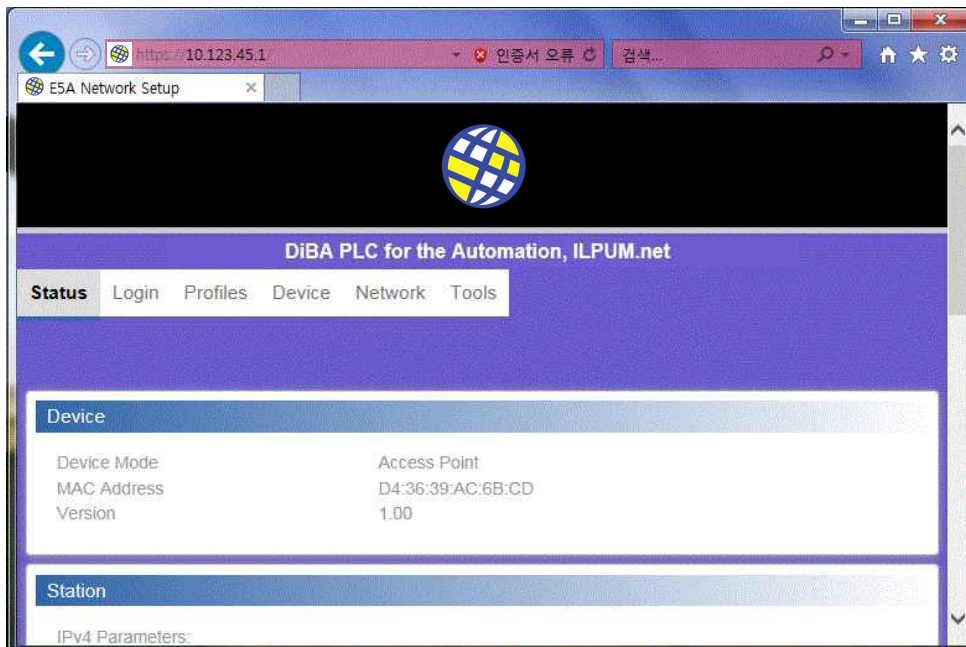 https://10.123.45.1/ 인증서 오류 검색...
E5A Network Setup
DiBA PLC for the Automation, ILPUM.net
Status Login Profiles Device Network Tools
Device
Device Mode Access Point
MAC Address D4:36:39:AC:6B:CD
Version 1.00
Station
IPv4 Parameters: